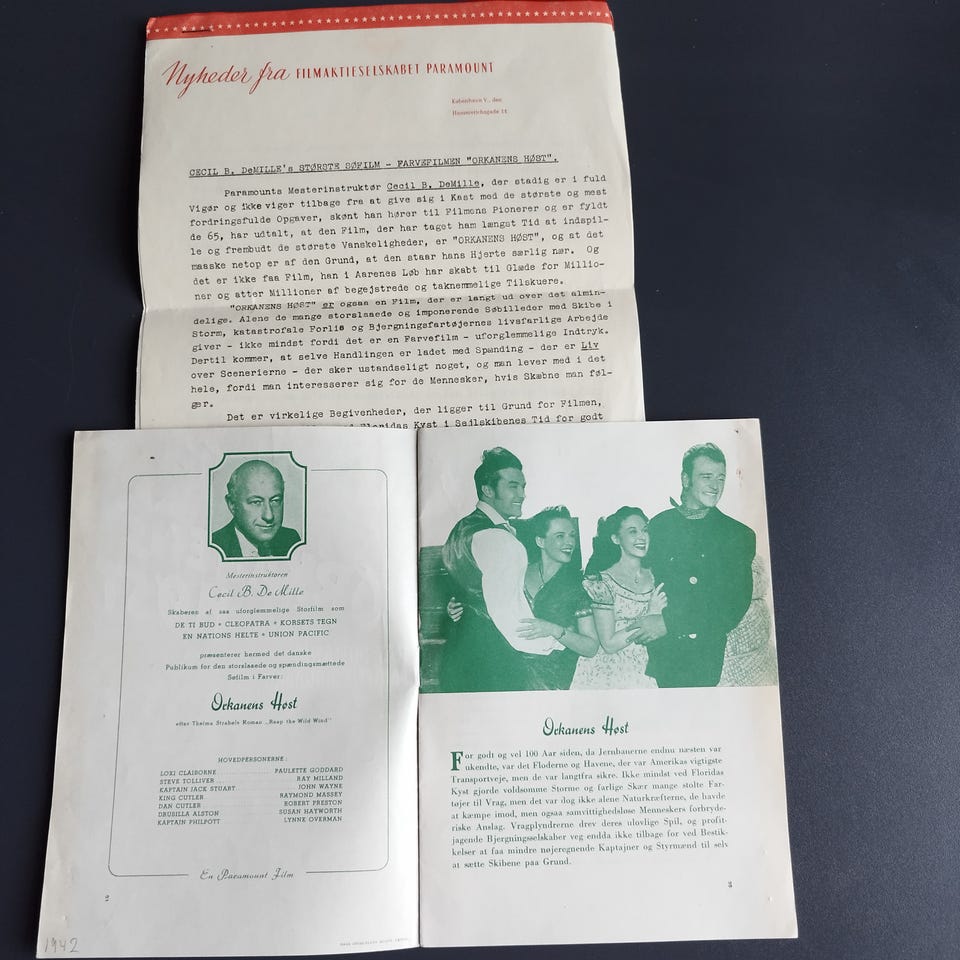 Nyheder fra FILMAKTIESELSKABET PARAMOUNT
København V., den
Hammerichsgade 14
CECIL B. DeMILLE's STØRSTE SØFILM - FARVEFILMEN "ORKANENS HØST".
Paramounts Mesterinstruktør Cecil B. DeMille, der stadig er i fuld
Vigør og ikke viger tilbage fra at give sig i Kast med de største og mest
fordringsfulde Opgaver, skønt han hører til Filmens Pionerer og er fyldt
de 65, har udtalt, at den Film, der har taget ham længst Tid at indspil-
le og frembudt de største Vanskeligheder, er "ORKANENS HØST", og at det
maaske netop er af den Grund, at den staar hans Hjerte særlig nær. Og
det er ikke faa Film, han i Aarenes Løb har skabt til Glæde for Millio-
ner og atter Millioner af begejstrede og taknemmelige Tilskuere.
"ORKANENS HØST" er ogsaa en Film, der er langt ud over det almin-
delige. Alene de mange storslaaede og imponerende Søbilleder med Skibe i
Storm, katastrofale Forlis og Bjergningsfartøjernes livsfarlige Arbejde
giver - ikke mindst fordi det er en Farvefilm - uforglemmelige Indtryk.
Dertil kommer, at selve Handlingen er ladet med Spænding - der er Liv
over Scenerierne - der sker ustandseligt noget, og man lever med i det
hele, fordi man interesserer sig for de Mennesker, hvis Skæbne man føl-
ger.
Det er virkelige Begivenheder, der ligger til Grund for Filmen,
Floridas Kyst i Sejlskibenes Tid for godt
Mesterinstruktøren
Cecil B. De Mille
Skaberen af saa uforglemmelige Storfilm som
DE TI BUD * CLEOPATRA * KORSETS TEGN
EN NATIONS HELTE * UNION PACIFIC
præsenterer hermed det danske
Publikum for den storslaaede og spændingsmættede
Søfilm i Farver:
Orkanens Høst
efter Thelma Strabels Roman „Reap the Wild Wind"
HOVEDPERSONERNE:
LOXI CLAIBORNE PAULETTE GODDARD
STEVE TOLLIVER RAY MILLAND
KAPTAJN JACK STUART JOHN WAYNE
KING CUTLER RAYMOND MASSEY
DAN CUTLER ROBERT PRESTON
DRUSILLA ALSTON SUSAN HAYWORTH
KAPTAJN PHILPOTT LYNNE OVERMAN
En Paramount Film
2
1942
Orkanens Høst
For godt og vel 100 Aar siden, da Jernbanerne endnu næsten var
ukendte, var det Floderne og Havene, der var Amerikas vigtigste
Transportveje, men de var langtfra sikre. Ikke mindst ved Floridas
Kyst gjorde voldsomme Storme og farlige Skær mange stolte Far-
tøjer til Vrag, men det var dog ikke alene Naturkræfterne, de havde
at kæmpe imod, men ogsaa samvittighedsløse Menneskers forbryde-
riske Anslag. Vragplyndrerne drev deres ulovlige Spil, og profit-
jagende Bjergningsselskaber veg endda ikke tilbage for ved Bestik-
kelser at faa mindre nøjeregnende Kaptajner og Styrmænd til selv
at sætte Skibene paa Grund.
3